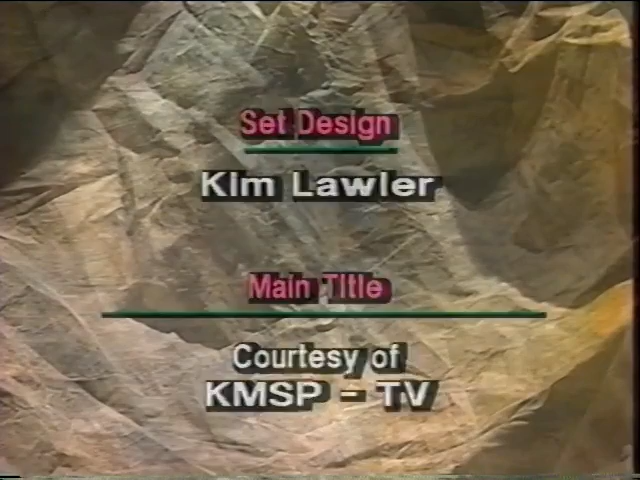 Set Design
Kim Lawler
Main Title
Courtesy of
KMSP - TV